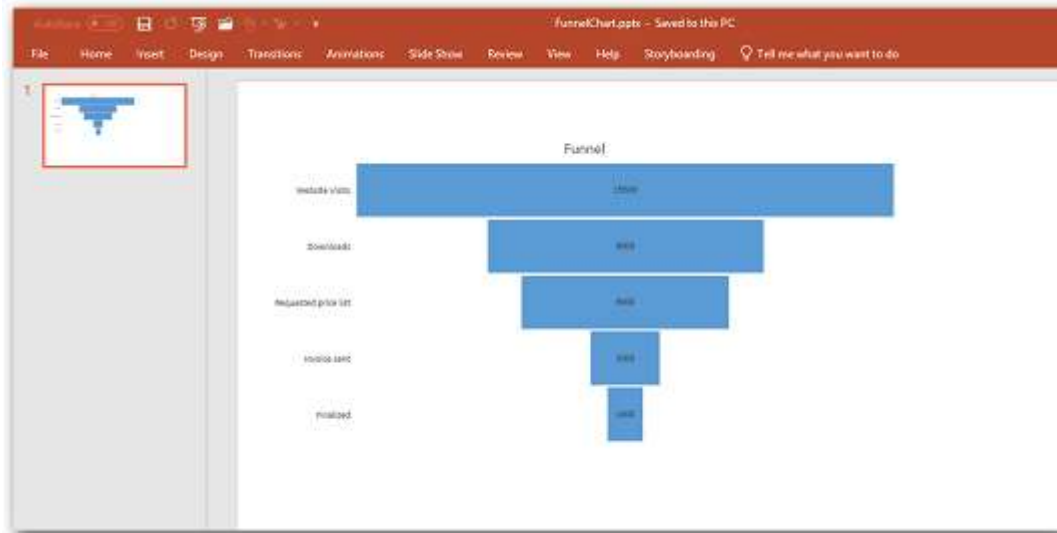 FunnelChart.pptx - Saved to this PC
File Home Insert Design Transitions Animations Slide Show Review View Help Storyboarding Tell me what you want to do
1
Funnel
Website visits
Downloads
Requested price list
Invoice sent
Finalized